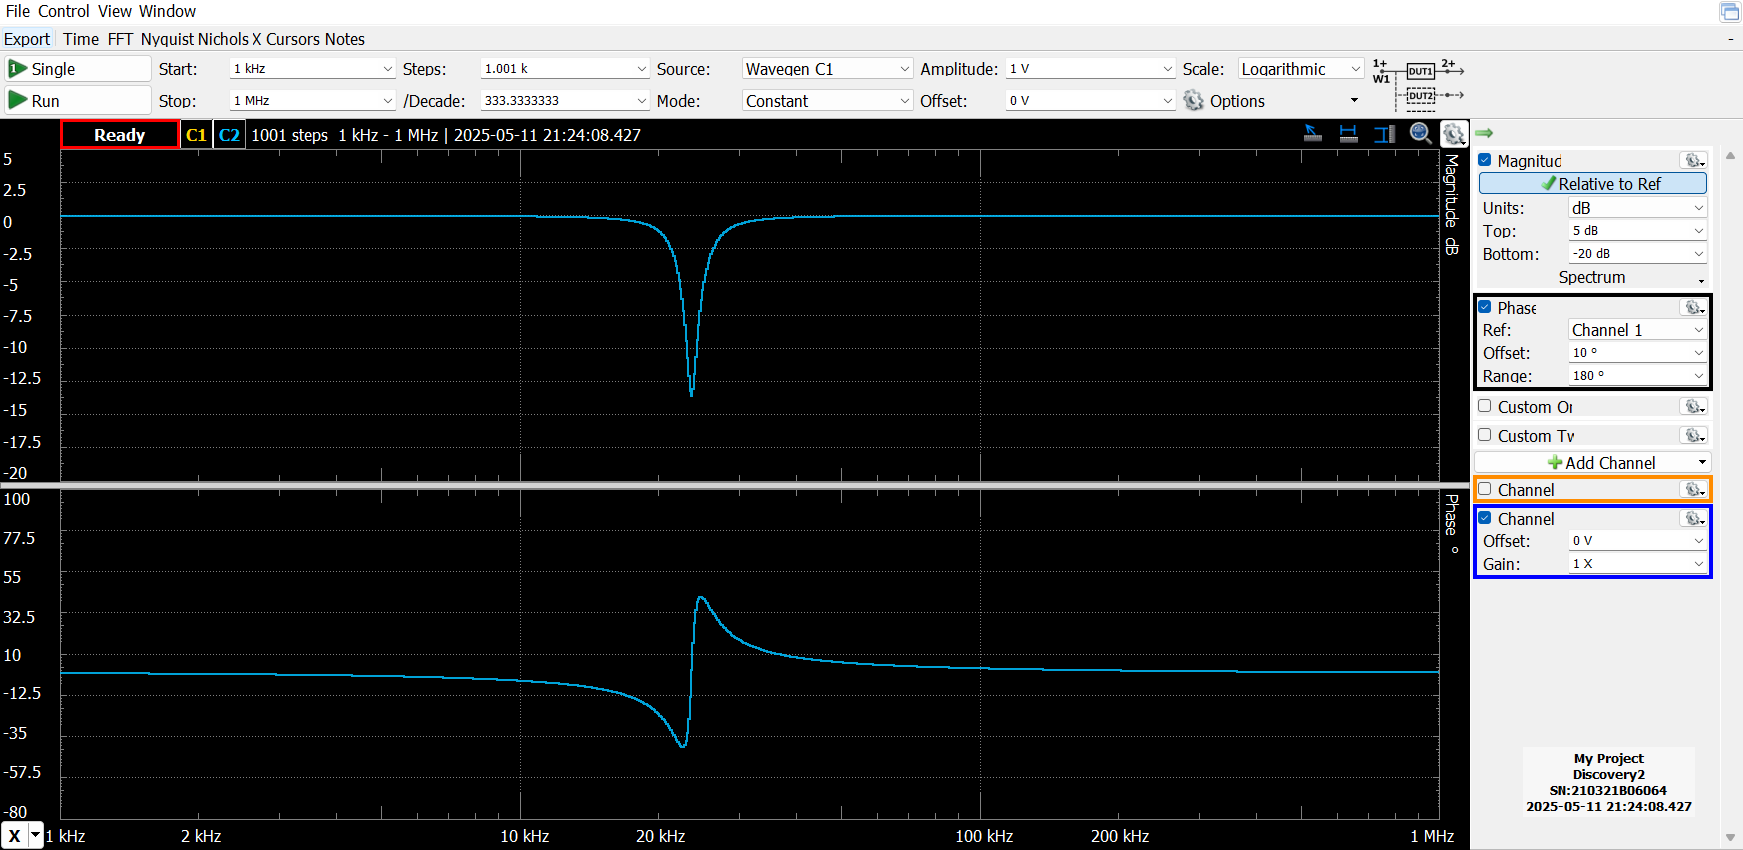 File Control View Window
Export Time FFT Nyquist Nichols X Cursors Notes
-
1 Single Start: 1 kHz Steps: 1.001 k Source: Wavegen C1 Amplitude: 1 V Scale: Logarithmic 1+ DUT1 2+
W1
Run Stop: 1 MHz /Decade: 333.3333333 Mode: Constant Offset: 0 V Options DUT2
Ready C1 C2 1001 steps 1 kHz - 1 MHz | 2025-05-11 21:24:08.427
5
2.5
0
-2.5
-5
-7.5
-10
-12.5
-15
-17.5
-20
Magnitude dB
100
77.5
55
32.5
10
-12.5
-35
-57.5
-80
Phase °
X 1 kHz 2 kHz 10 kHz 20 kHz 100 kHz 200 kHz 1 MHz
Magnitud
Relative to Ref
Units: dB
Top: 5 dB
Bottom: -20 dB
Spectrum
Phase
Ref: Channel 1
Offset: 10 °
Range: 180 °
Custom Or
Custom Tw
Add Channel
Channel
Channel
Offset: 0 V
Gain: 1 X
My Project
Discovery2
SN:210321B06064
2025-05-11 21:24:08.427